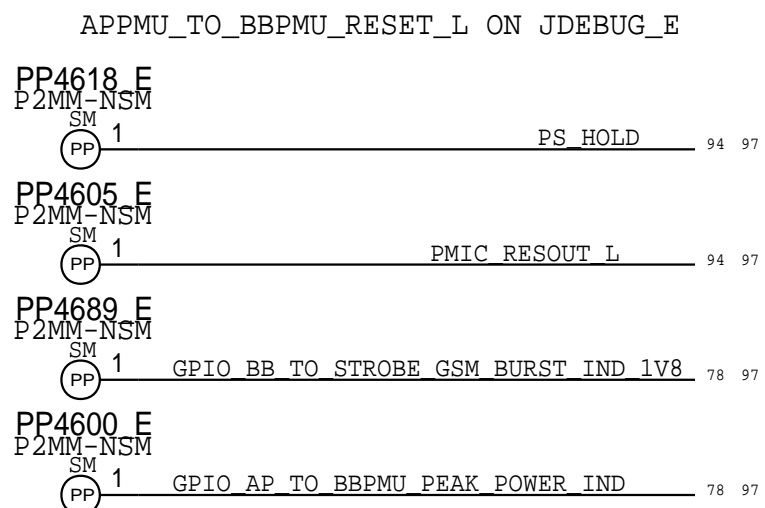 APPMU_TO_BBPMU_RESET_L ON JDEBUG_E
PP4618_E
P2MM-NSM
SM
PP 1 PS_HOLD 94 97
PP4605_E
P2MM-NSM
SM
PP 1 PMIC_RESOUT_L 94 97
PP4689_E
P2MM-NSM
SM
PP 1 GPIO_BB_TO_STROBE_GSM_BURST_IND_1V8 78 97
PP4600_E
P2MM-NSM
SM
PP 1 GPIO_AP_TO_BBPMU_PEAK_POWER_IND 78 97